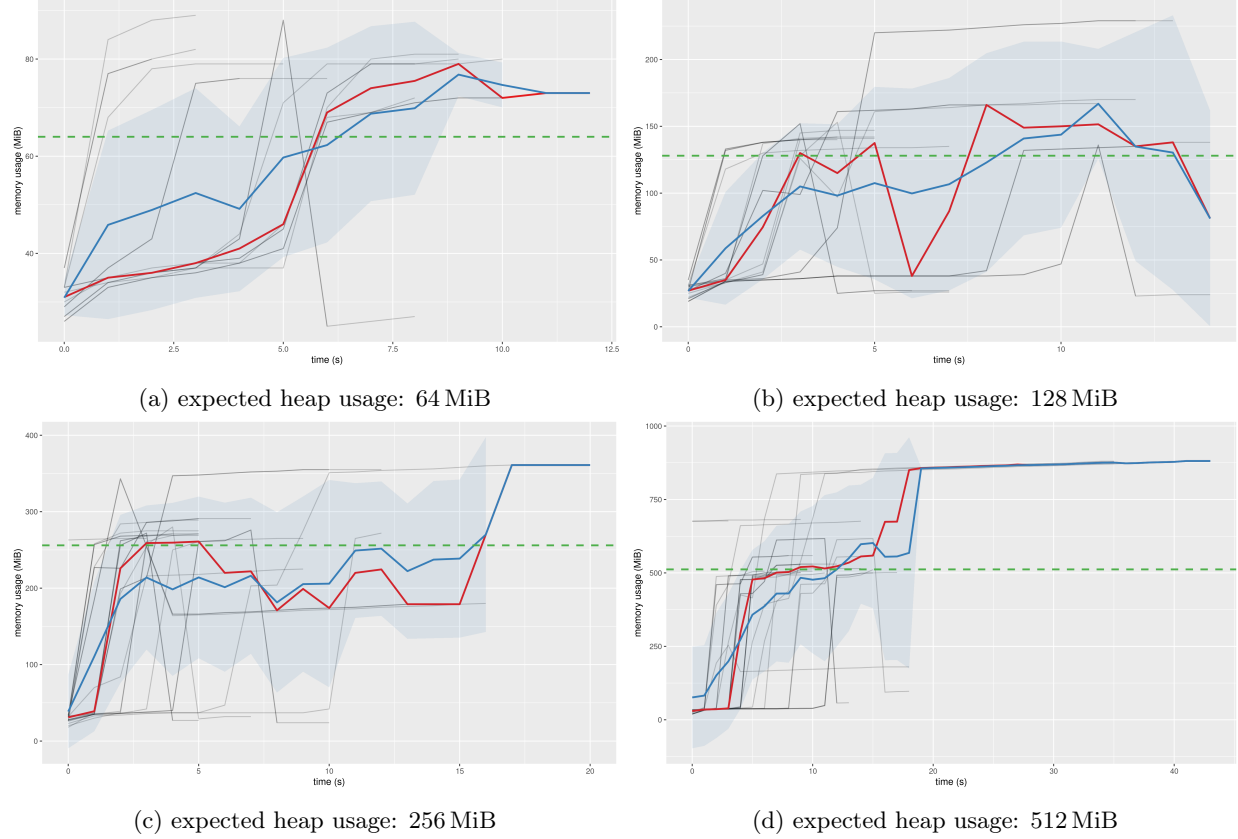 memory usage (MiB)
80
60
40
0.0 2.5 5.0 7.5 10.0 12.5
time (s)
(a) expected heap usage: 64 MiB
memory usage (MiB)
200
150
100
50
0
0 5 10
time (s)
(b) expected heap usage: 128 MiB
memory usage (MiB)
400
300
200
100
0
0 5 10 15 20
time (s)
(c) expected heap usage: 256 MiB
memory usage (MiB)
1000
750
500
250
0
0 10 20 30 40
time (s)
(d) expected heap usage: 512 MiB